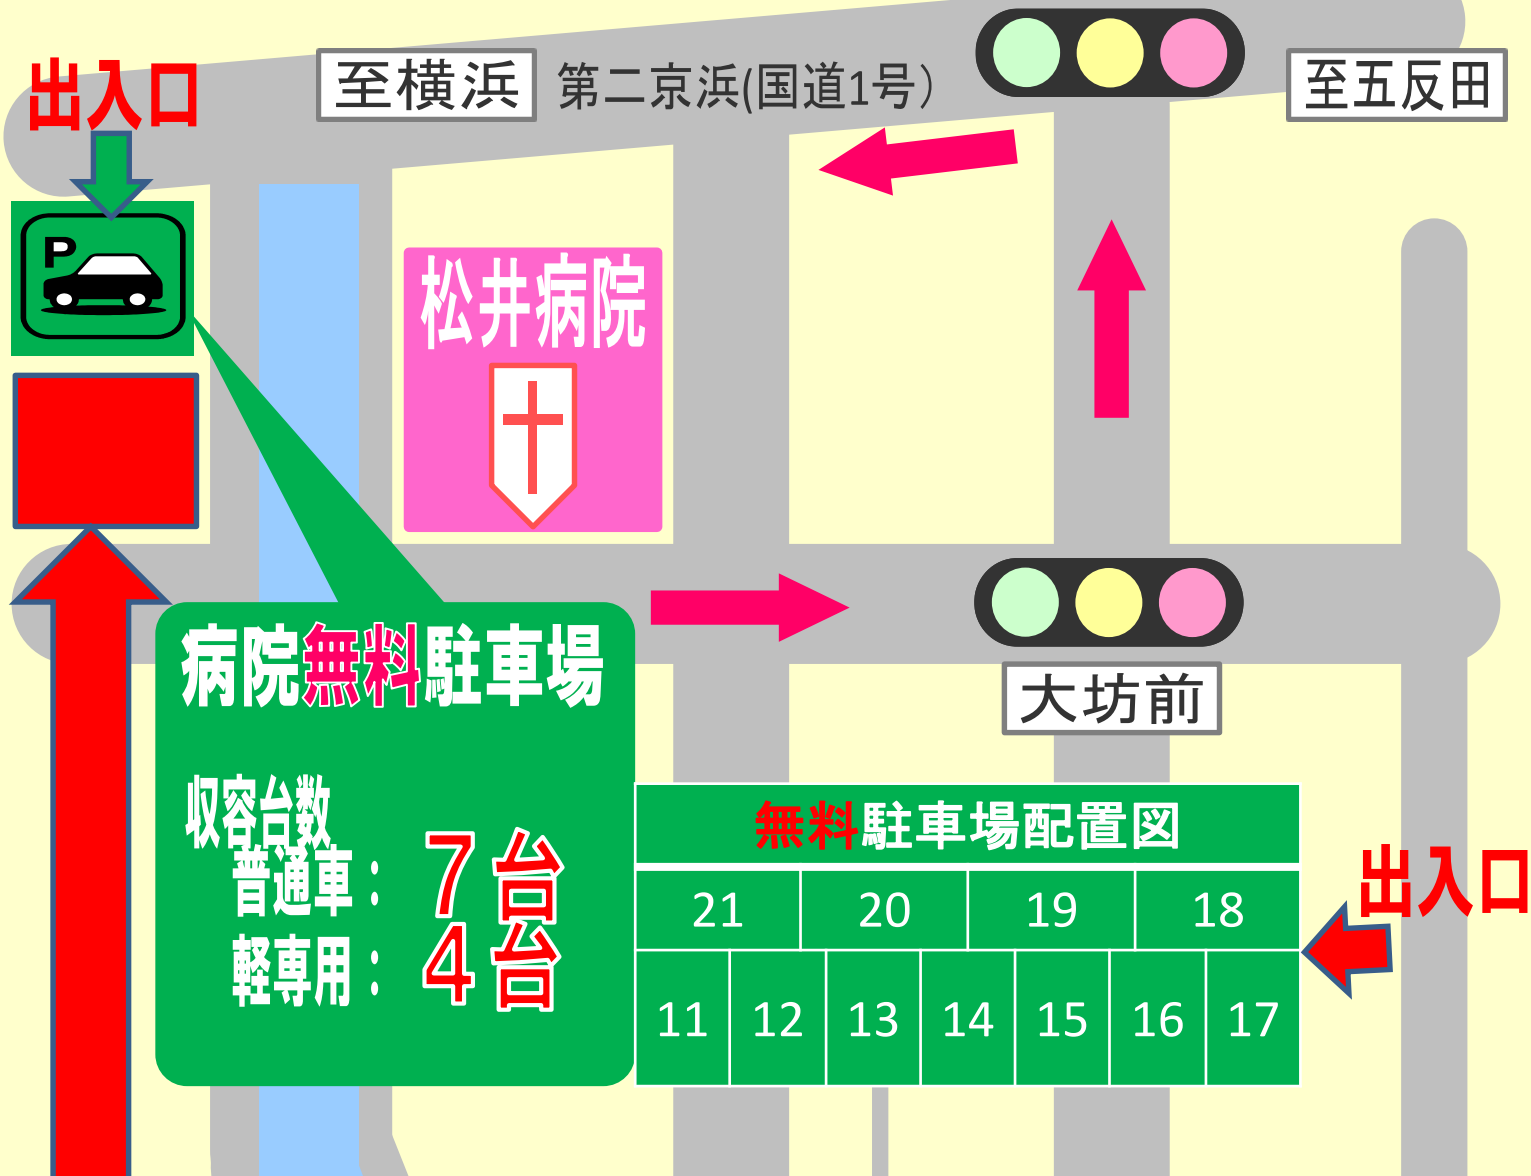 出入口
至横浜
第二京浜(国道1号)
至五反田
P
松井病院
病院無料駐車場
大坊前
収容台数
普通車：7台
軽専用：4台
無料駐車場配置図
出入口
21 20 19 18
11 12 13 14 15 16 17